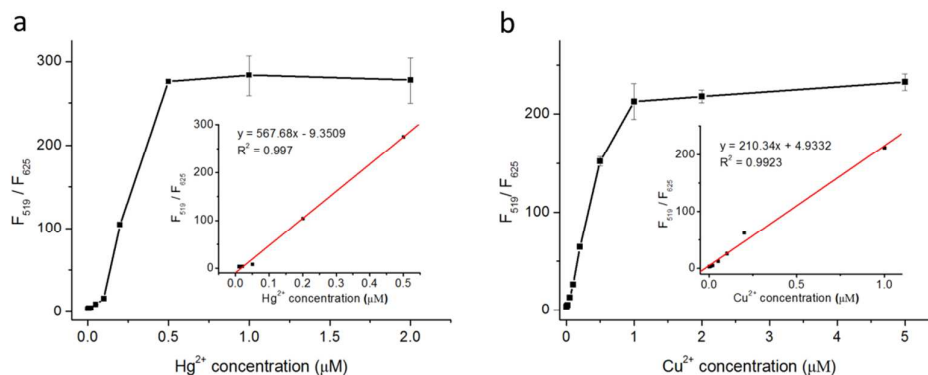 a
F519 / F625
300
200
100
0
0.0 0.5 1.0 1.5 2.0
Hg2+ concentration (μM)
y = 567.68x - 9.3509
R2 = 0.997
F519 / F625
300
200
100
0
0.0 0.1 0.2 0.3 0.4 0.5
Hg2+ concentration (μM)
b
F519/ F625
200
100
0
0 1 2 3 4 5
Cu2+ concentration (μM)
y = 210.34x + 4.9332
R2 = 0.9923
F519 / F625
200
100
0
0.0 0.5 1.0
Cu2+ concentration (μM)